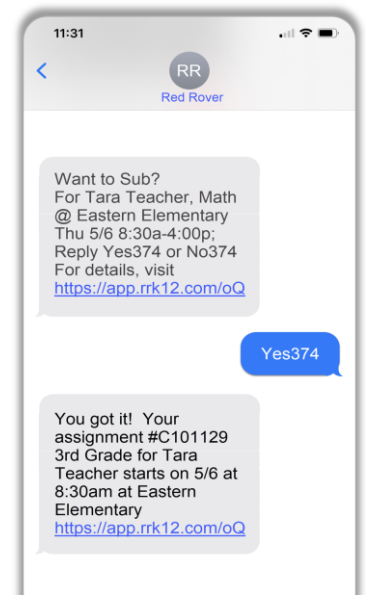 11:31
RR
Red Rover
Want to Sub?
For Tara Teacher, Math
@ Eastern Elementary
Thu 5/6 8:30a-4:00p;
Reply Yes374 or No374
For details, visit
https://app.rrk12.com/oQ
Yes374
You got it!  Your
assignment #C101129
3rd Grade for Tara
Teacher starts on 5/6 at
8:30am at Eastern
Elementary
https://app.rrk12.com/oQ